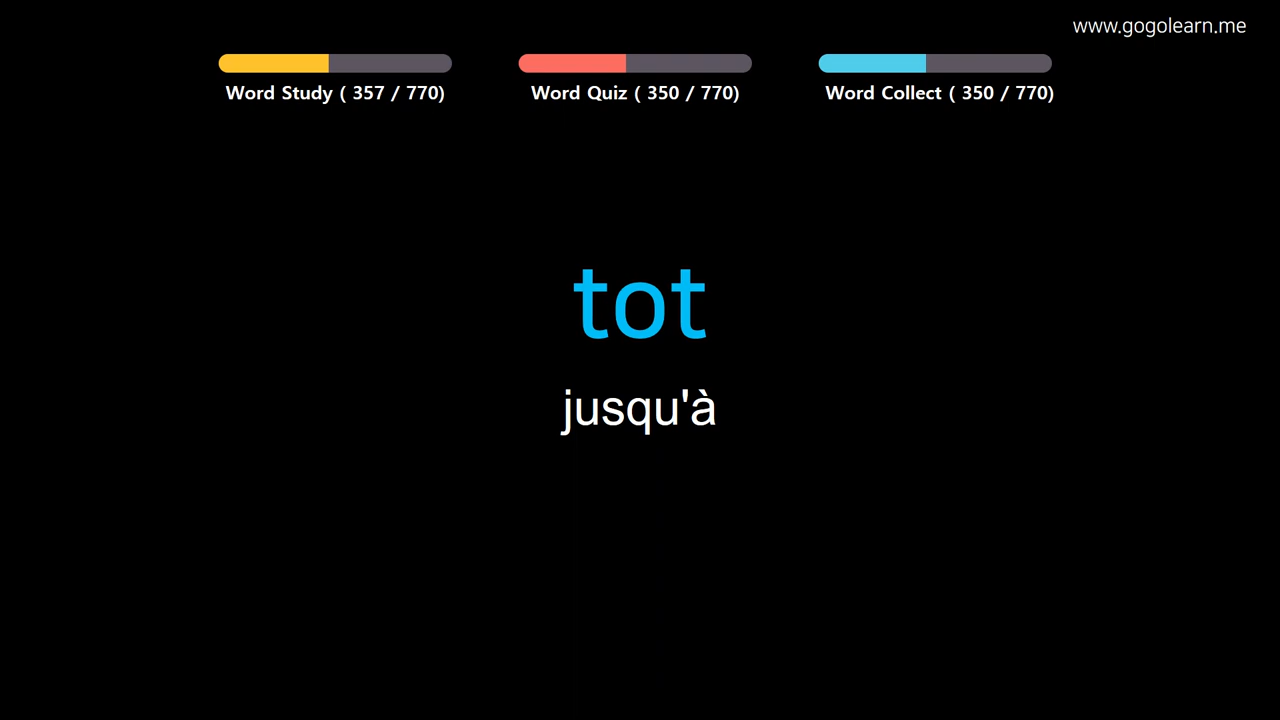 www.gogolearn.me
Word Study ( 357 / 770)
Word Quiz ( 350 / 770)
Word Collect ( 350 / 770)
tot
jusqu'à